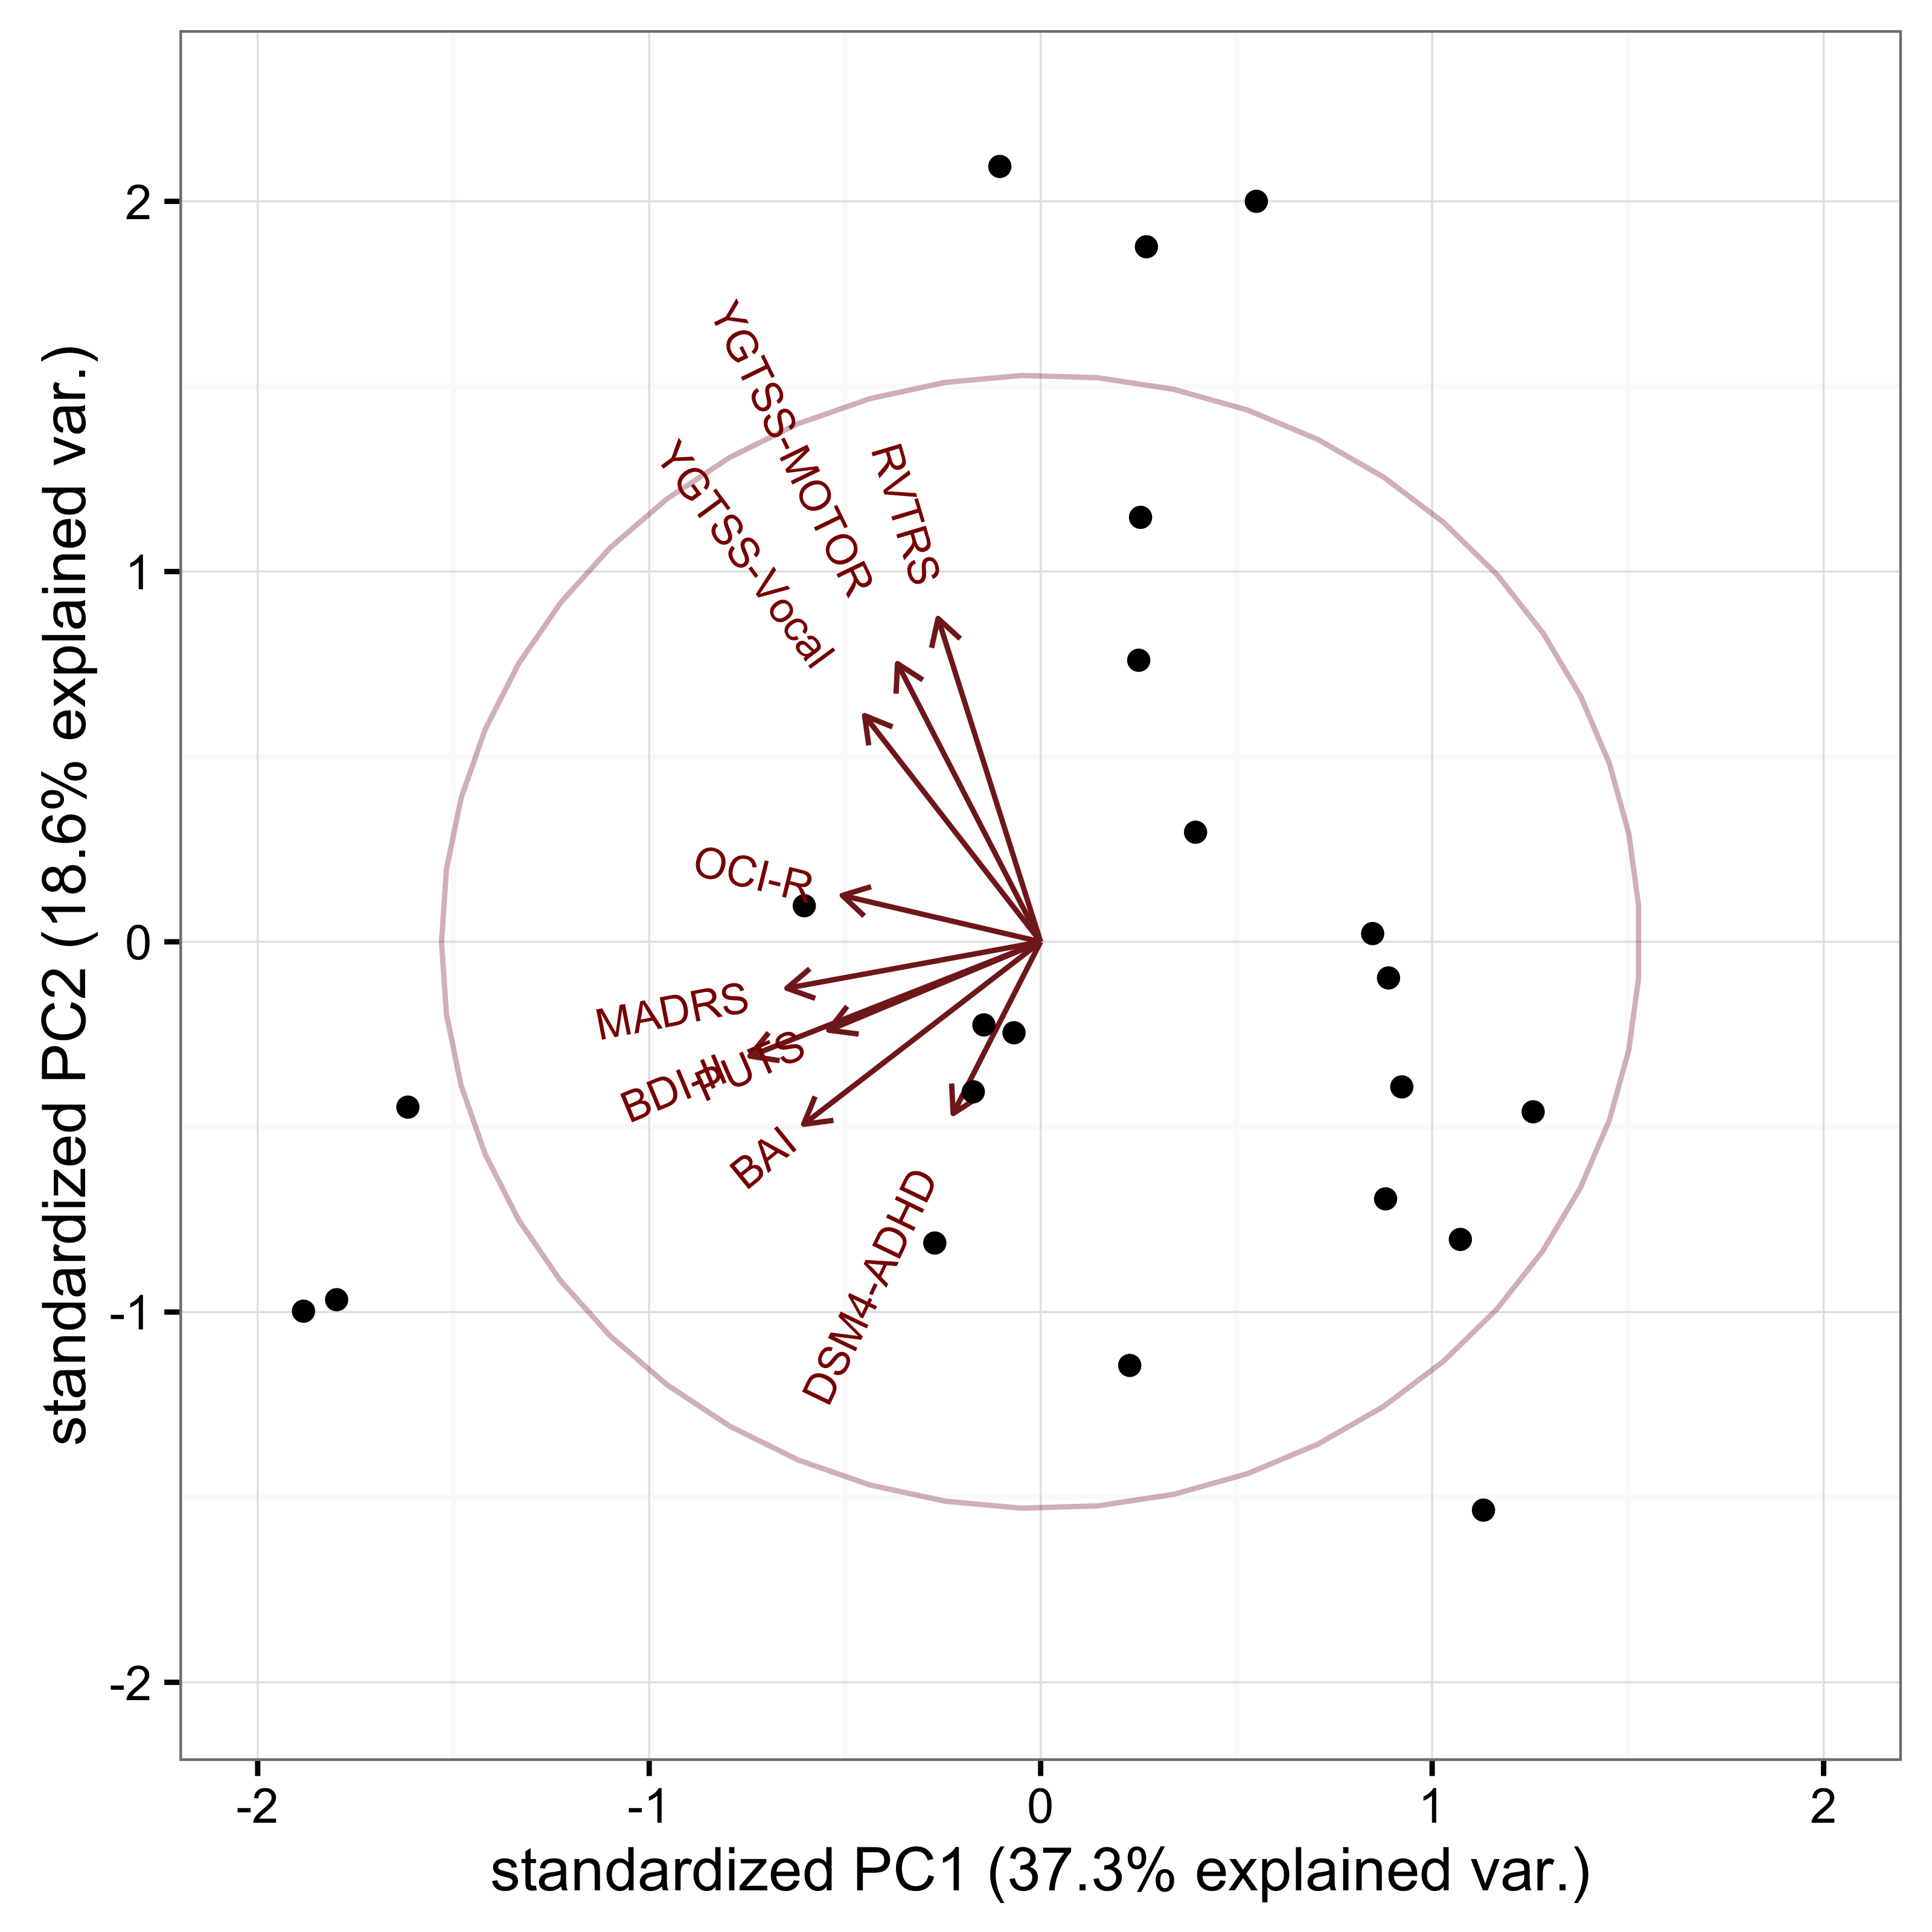 standardized PC2 (18.6% explained var.)
2
1
0
-1
-2
YGTSS-MOTOR
RVTRS
YGTSS-Vocal
OCI-R
MADRS
PUTS
BDI-II
BAI
DSM4-ADHD
-2
-1
0
1
2
standardized PC1 (37.3% explained var.)